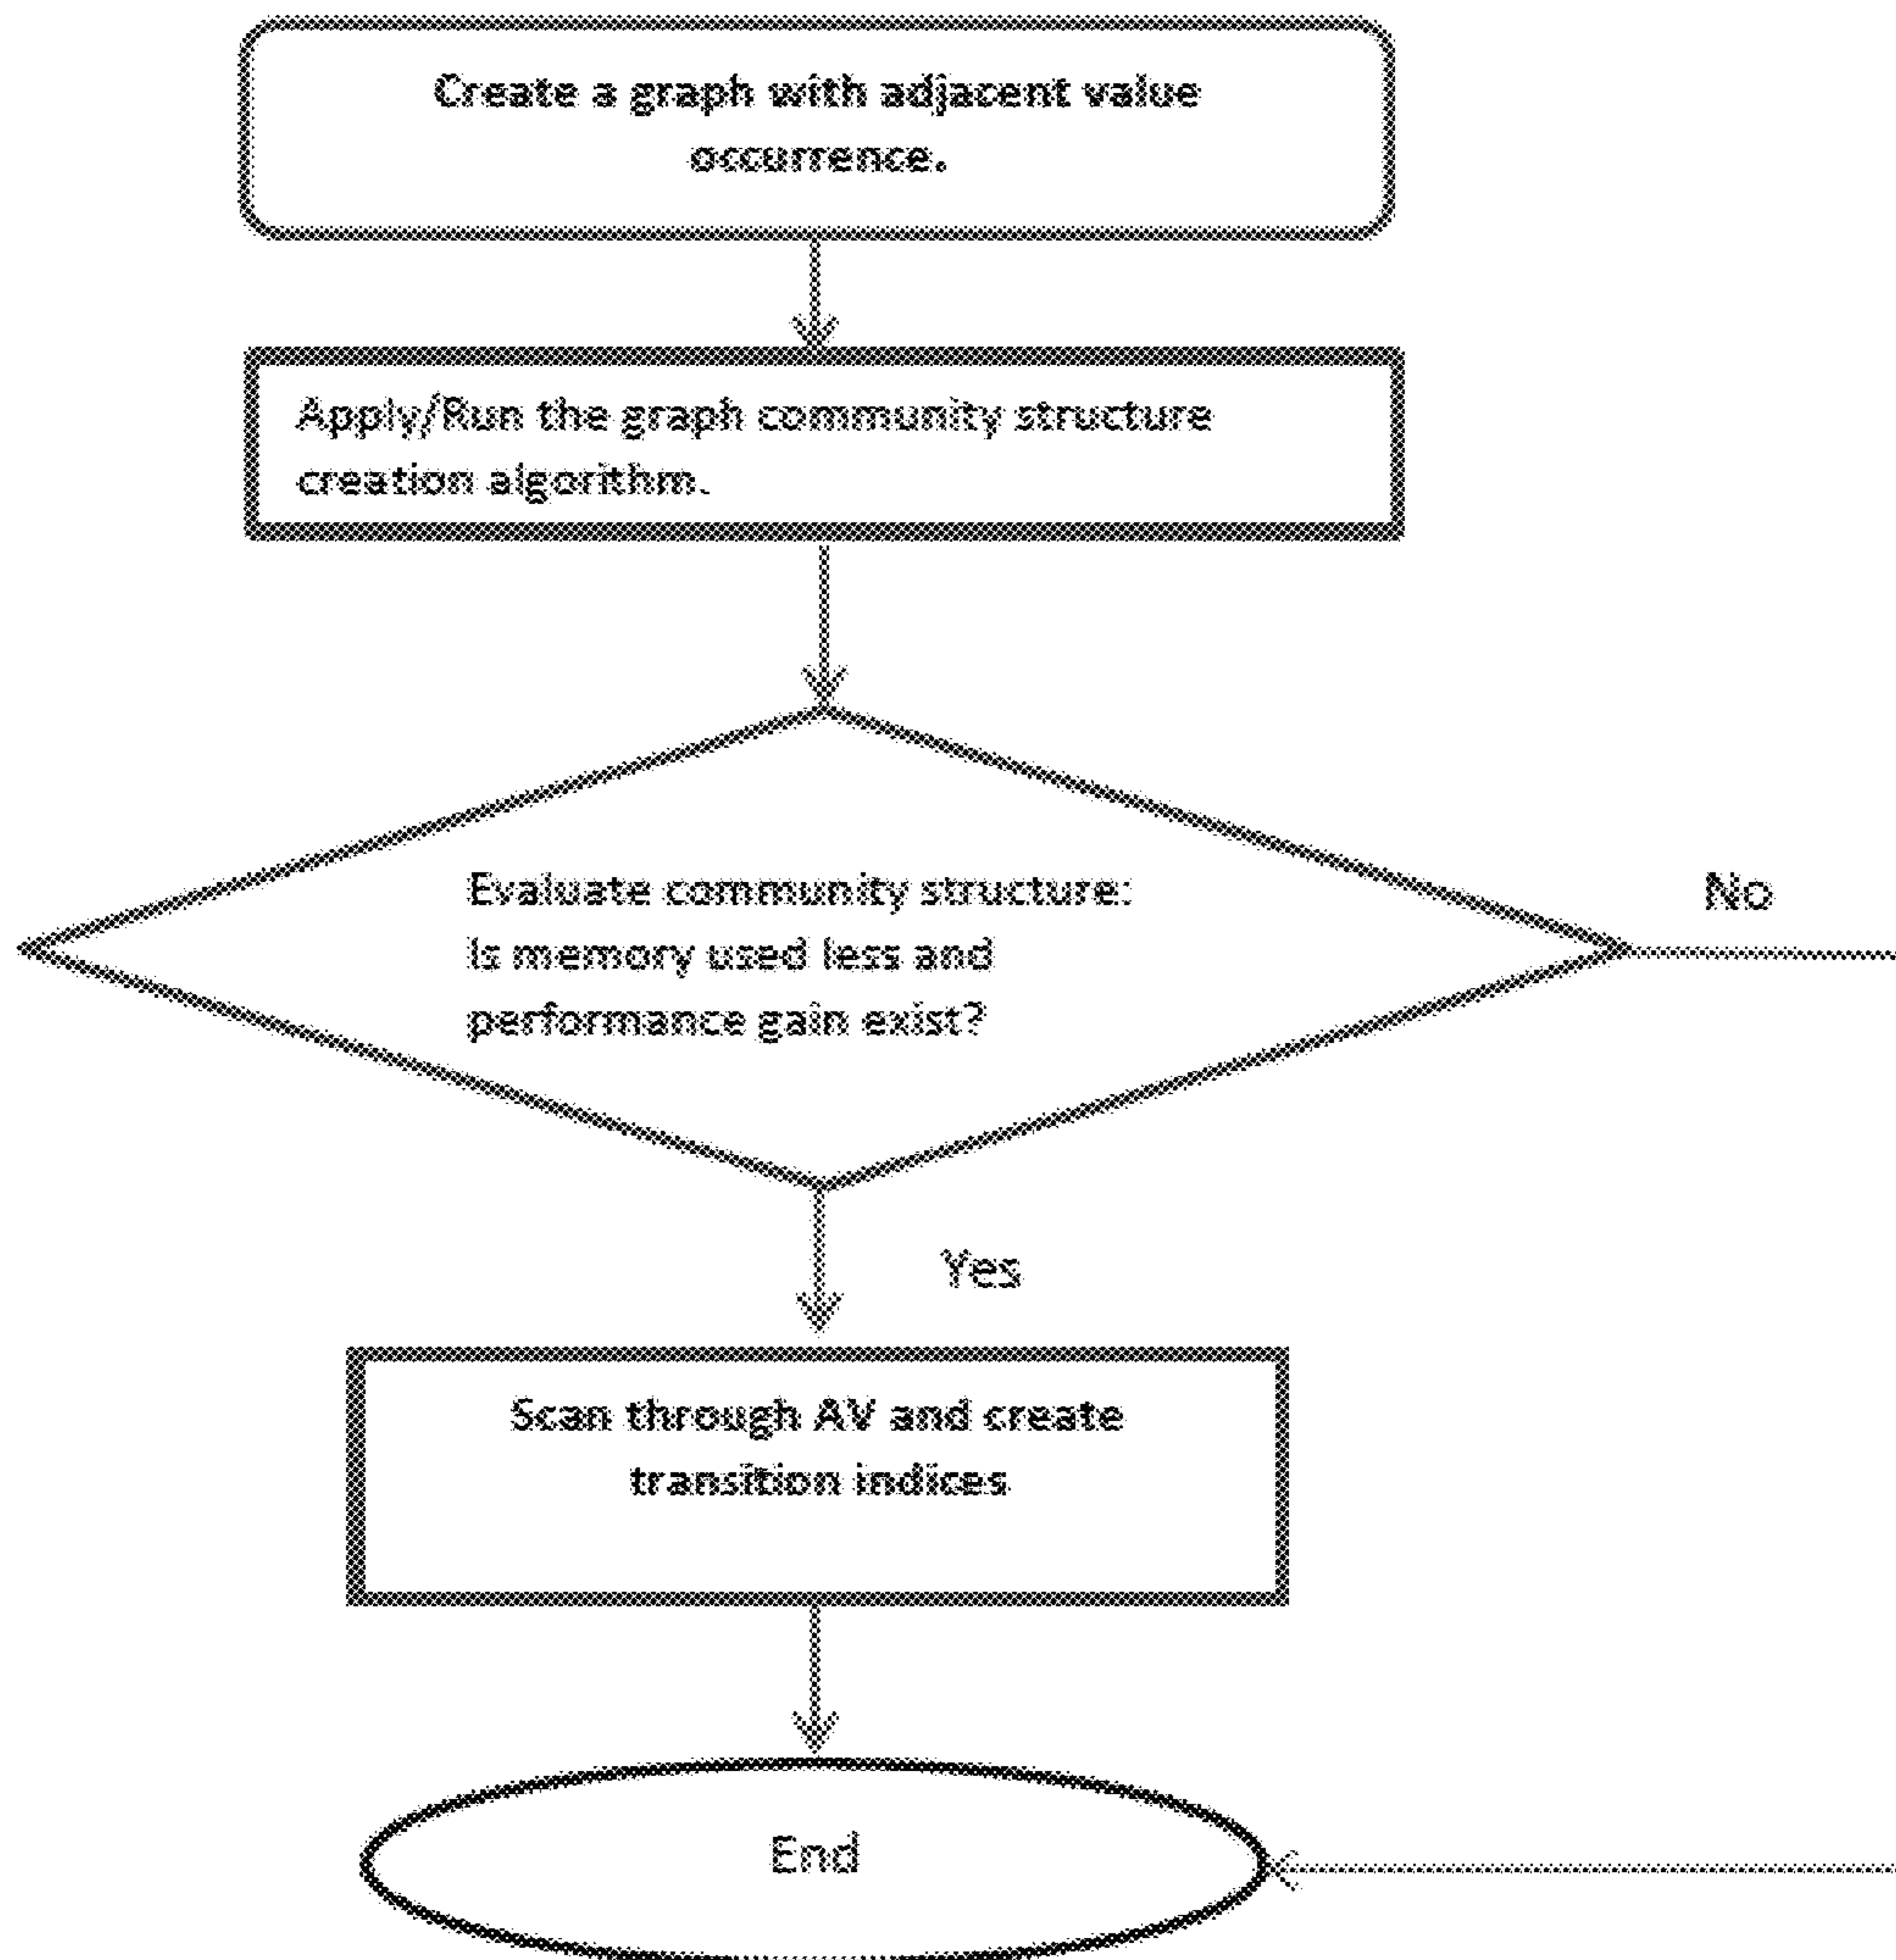 Create a graph with adjacent value
occurrence.
Apply/Run the graph community structure
creation algorithm.
Evaluate community structure:
Is memory used less and
performance gain exist?
No
Yes
Scan through AV and create
transition indices
End